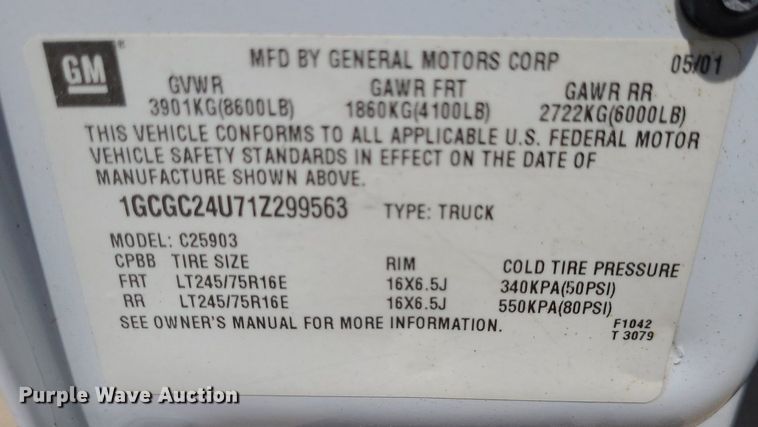 GM ®
MFD BY GENERAL MOTORS CORP 05/01
GVWR GAWR FRT GAWR RR
3901KG(8600LB) 1860KG(4100LB) 2722KG(6000LB)
THIS VEHICLE CONFORMS TO ALL APPLICABLE U.S. FEDERAL MOTOR
VEHICLE SAFETY STANDARDS IN EFFECT ON THE DATE OF
MANUFACTURE SHOWN ABOVE.
1GCGC24U71Z299563 TYPE: TRUCK
MODEL: C25903
CPBB TIRE SIZE RIM COLD TIRE PRESSURE
FRT LT245/75R16E 16X6.5J 340KPA(50PSI)
RR LT245/75R16E 16X6.5J 550KPA(80PSI)
SEE OWNER'S MANUAL FOR MORE INFORMATION.
F1042
T 3079
Purple Wave Auction